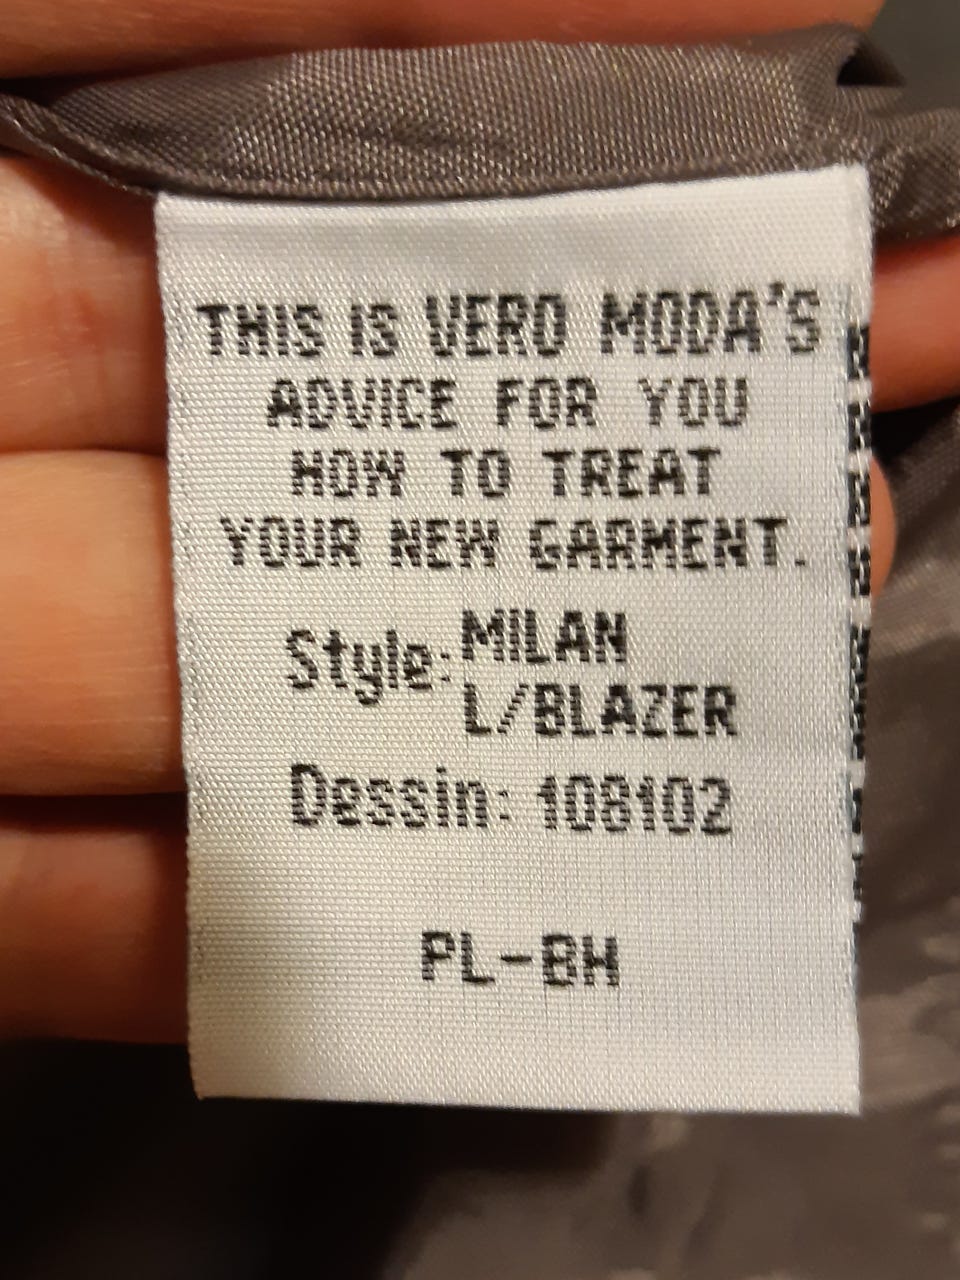 THIS IS VERO MODA'S
ADVICE FOR YOU
HOW TO TREAT
YOUR NEW GARMENT.
Style: MILAN
L/BLAZER
Dessin: 108102
PL-BH